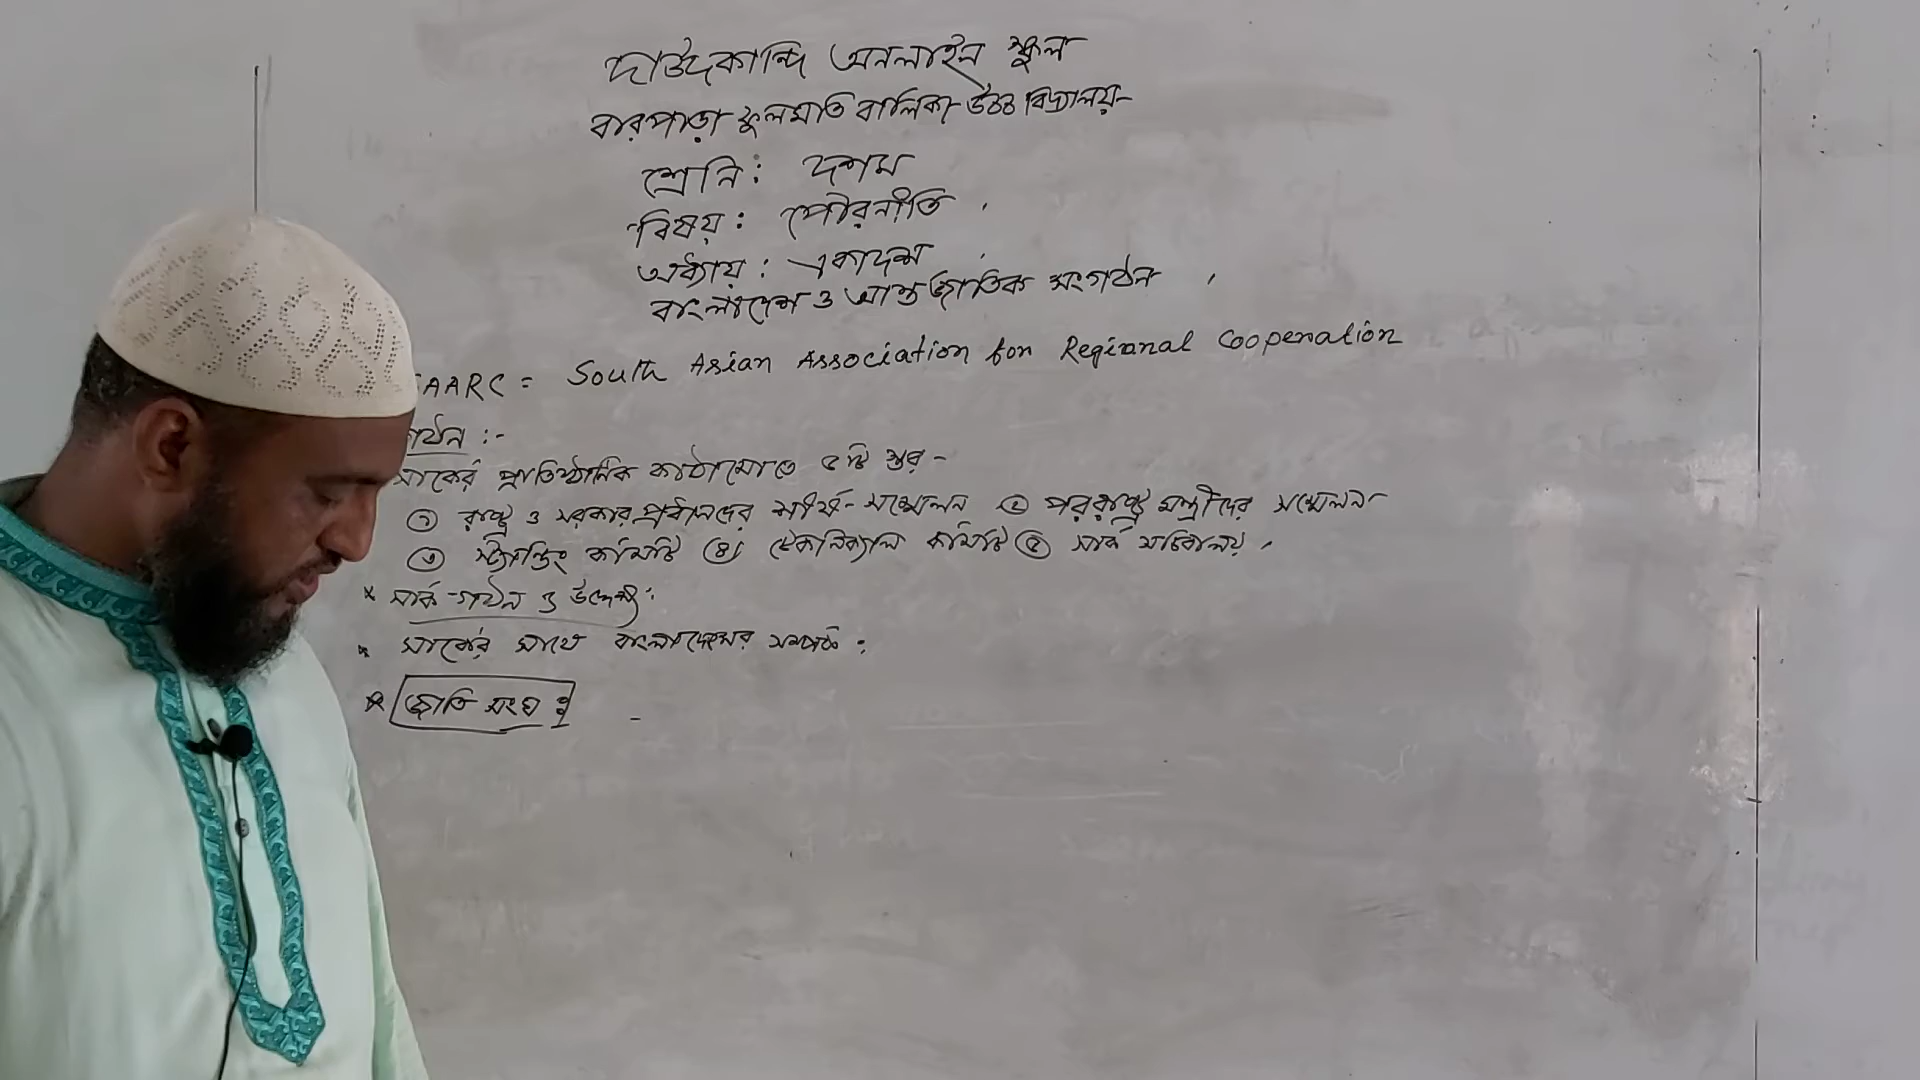 দাউদকান্দি অনলাইন স্কুল
বারপাড়া ফুলমতি বালিকা উচ্চ বিদ্যালয়
শ্রেনি : দশম
বিষয় : পৌরনীতি
অধ্যায় : একাদশ
বাংলাদেশ ও আন্তর্জাতিক সংগঠন
AARC = South Asian Association for Regional Cooperation
গঠন :-
সার্কের প্রাতিষ্ঠানিক কাঠামোতে ৫টি স্তর -
১ রাষ্ট্র ও সরকার প্রধানদের শীর্ষ-সম্মেলন ২ পররাষ্ট্র মন্ত্রীদের সম্মেলন
৩ স্ট্যান্ডিং কমিটি ৪ টেকনিক্যাল কমিটি ৫ সার্ক সচিবালয়
* সার্ক-গঠন ও উদ্দেশ্য :
* সার্কের সাথে বাংলাদেশের সম্পর্ক :
* জাতি সংঘ :